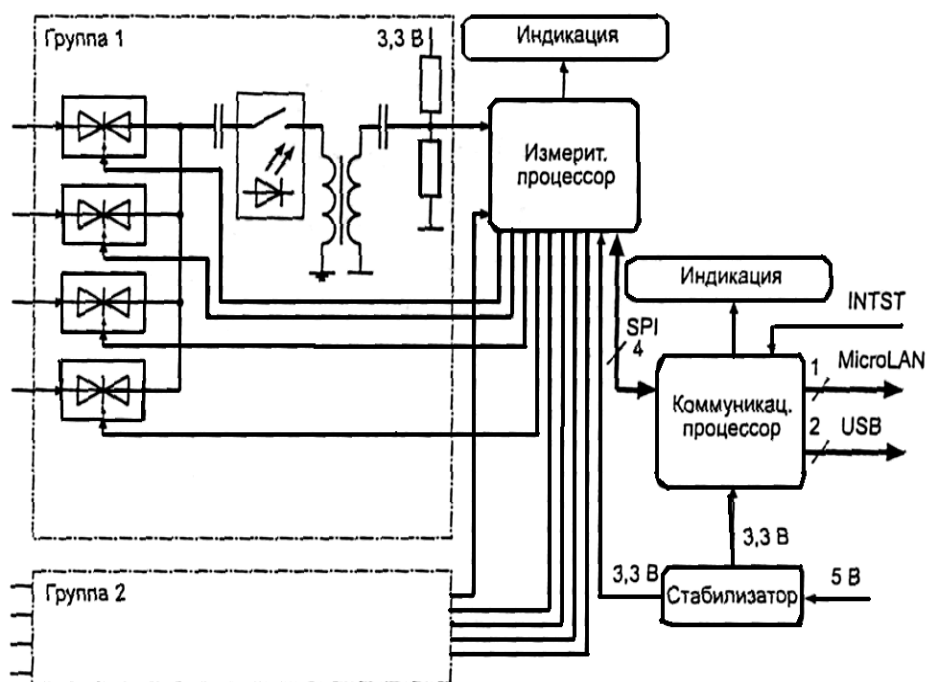 Группа 1
3,3 В
Индикация
Измерит.
процессор
Индикация
INTST
SPI
4
1
MicroLAN
Коммуникац.
процессор
2
USB
3,3 В
3,3 В
Стабилизатор
5 В
Группа 2